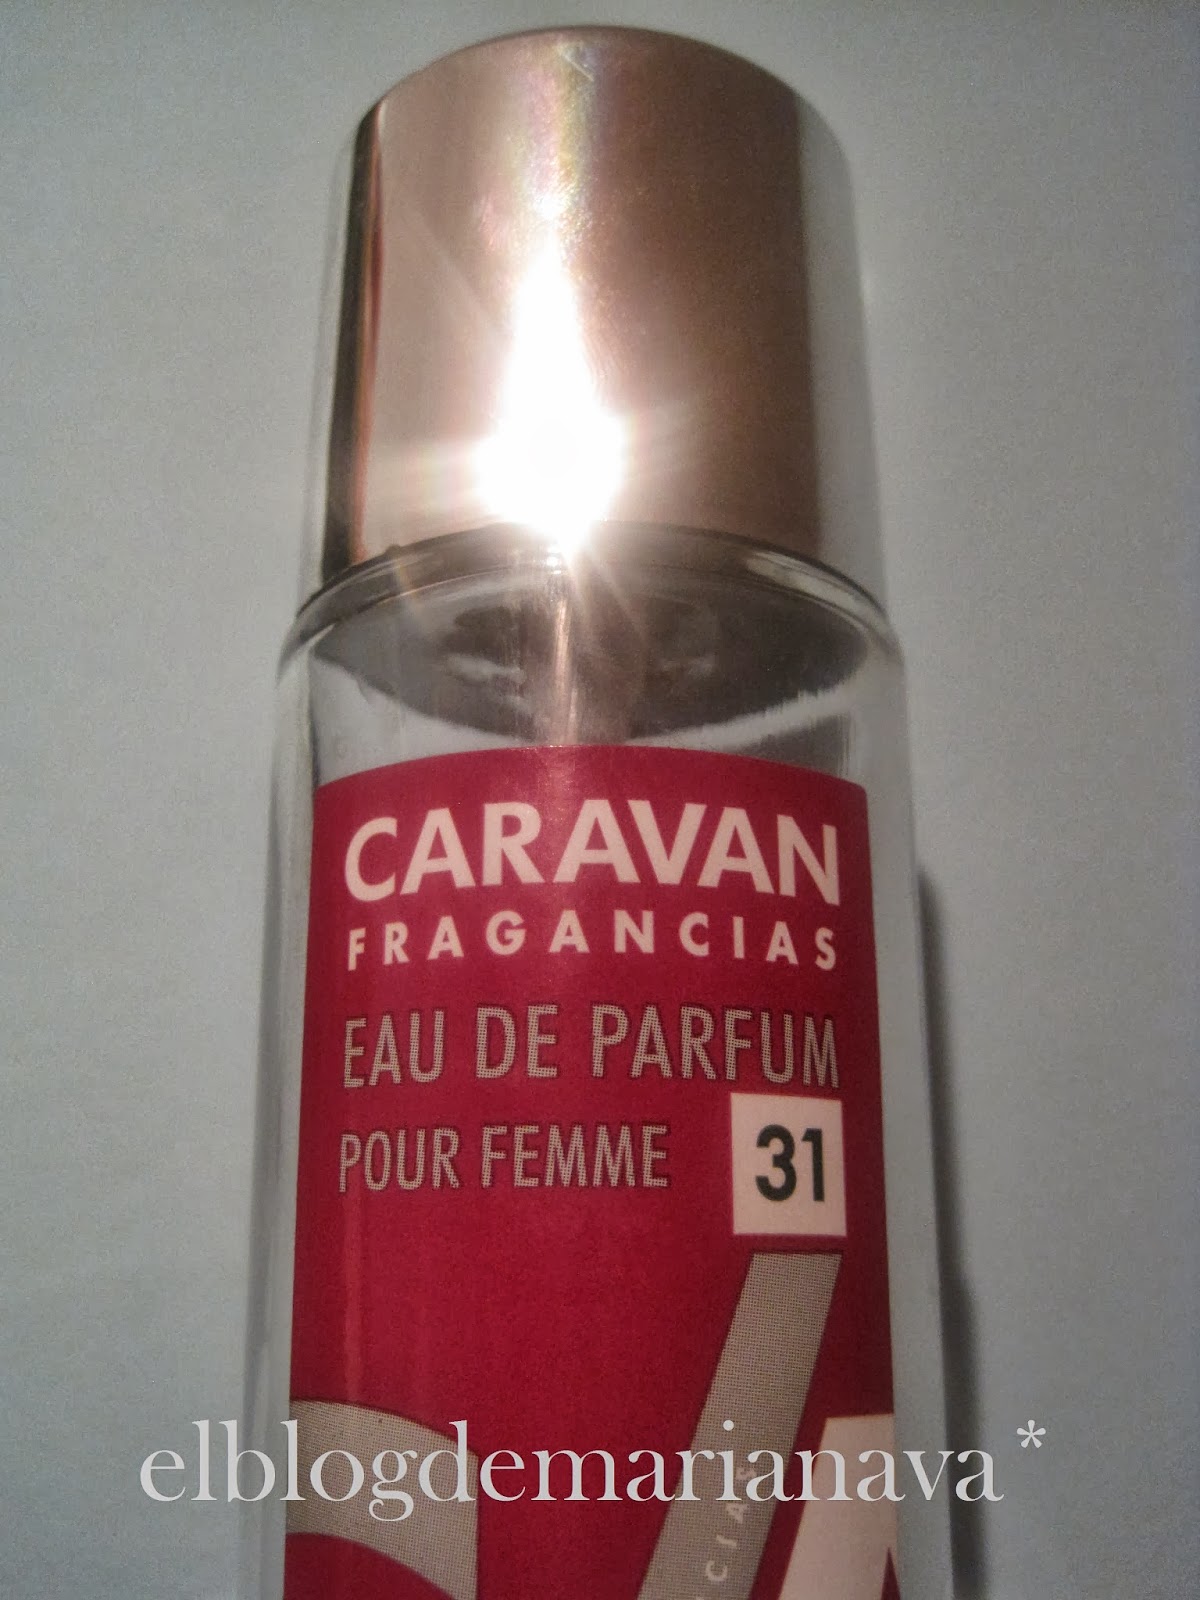 CARAVAN
FRAGANCIAS
EAU DE PARFUM
POUR FEMME
31
elblogdemarianava*